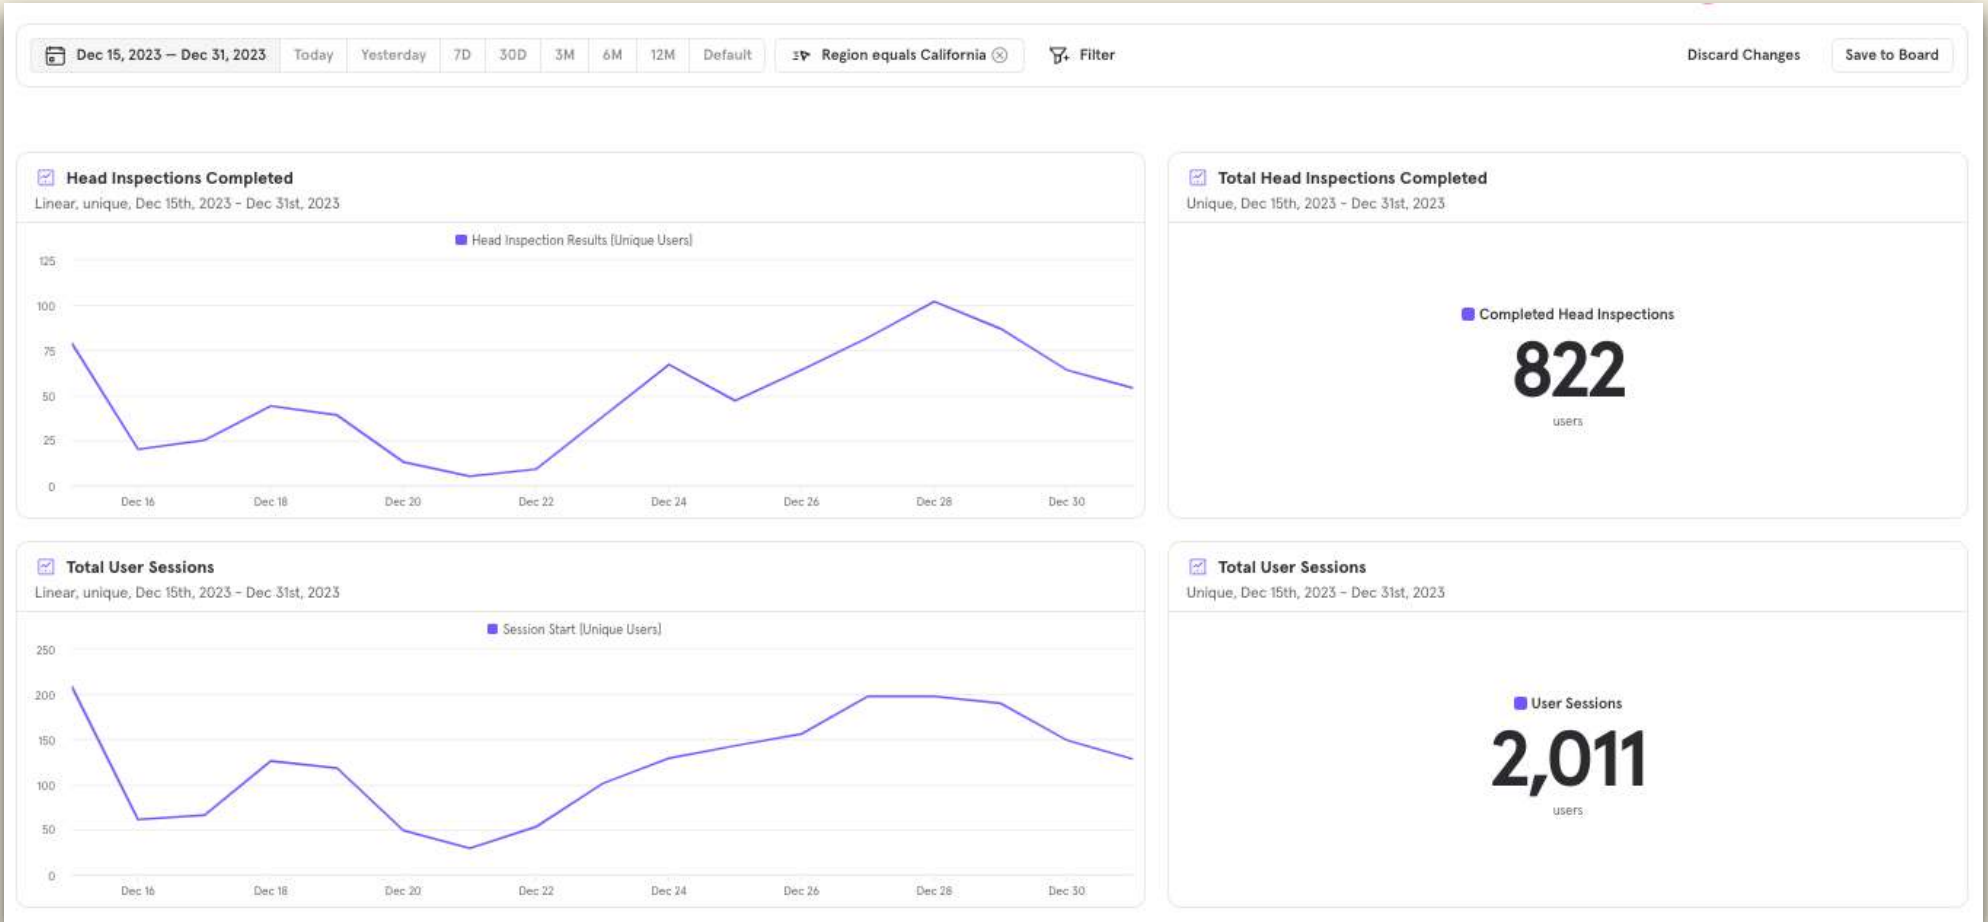 Dec 15, 2023 – Dec 31, 2023 Today Yesterday 7D 30D 3M 6M 12M Default Region equals California Filter Discard Changes Save to Board
Head Inspections Completed
Linear, unique, Dec 15th, 2023 - Dec 31st, 2023
Head Inspection Results [Unique Users]
125
100
75
50
25
0
Dec 16 Dec 18 Dec 20 Dec 22 Dec 24 Dec 26 Dec 28 Dec 30
Total Head Inspections Completed
Unique, Dec 15th, 2023 - Dec 31st, 2023
Completed Head Inspections
822
users
Total User Sessions
Linear, unique, Dec 15th, 2023 - Dec 31st, 2023
Session Start [Unique Users]
250
200
150
100
50
0
Dec 16 Dec 18 Dec 20 Dec 22 Dec 24 Dec 26 Dec 28 Dec 30
Total User Sessions
Unique, Dec 15th, 2023 - Dec 31st, 2023
User Sessions
2,011
users